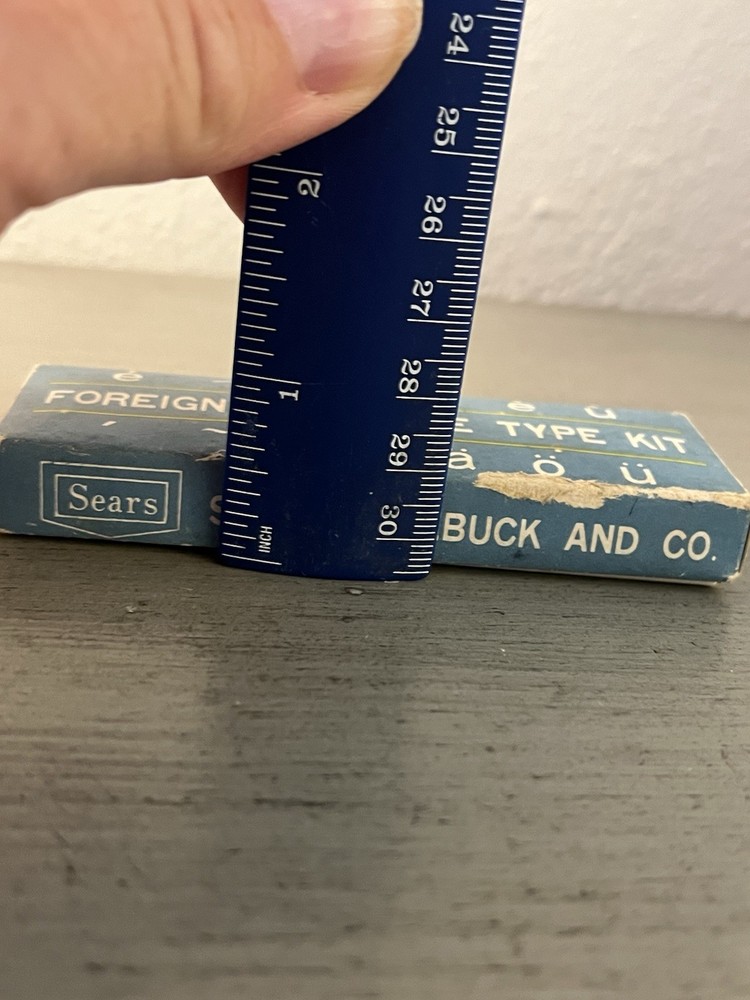 24
25
26
27
28
29
30
2
1
INCH
é é ú
FOREIGN E TYPE KIT
´ ~ ä ö ü
Sears S BUCK AND CO.